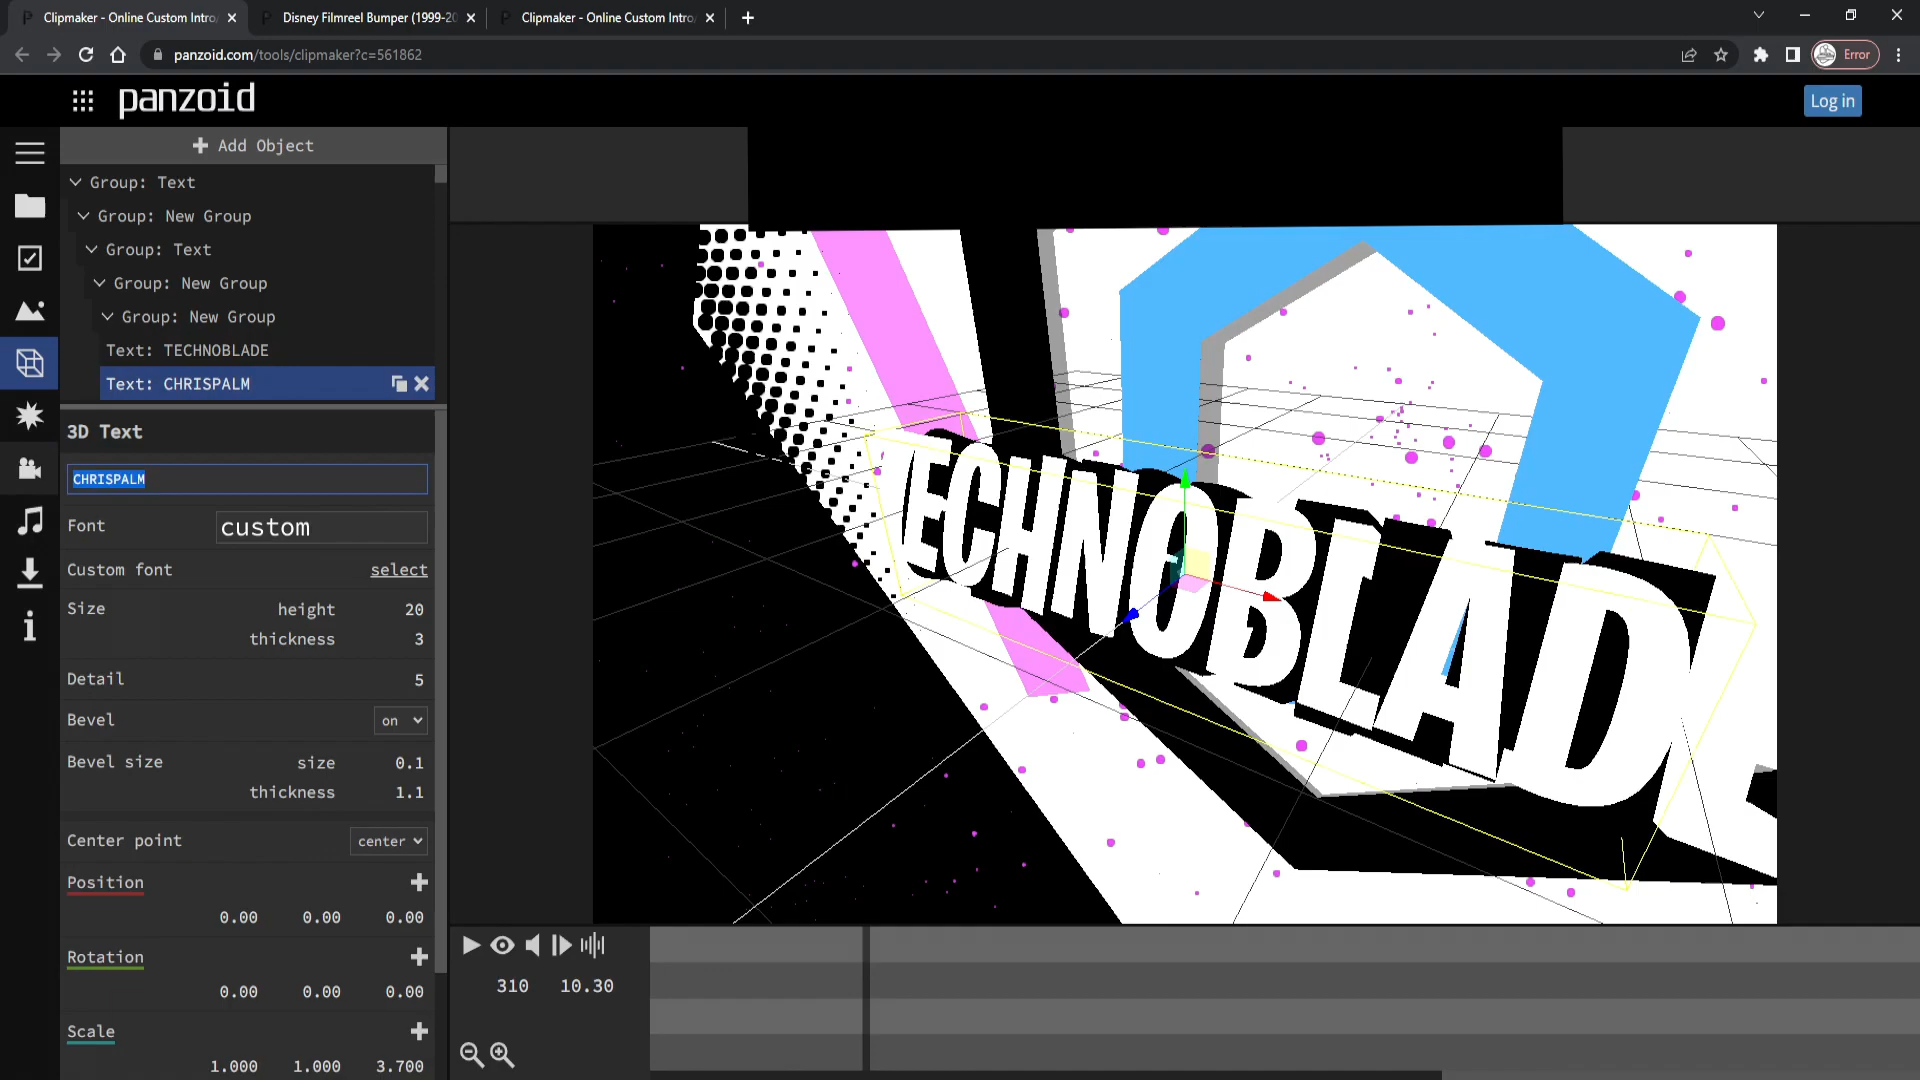 Clipmaker - Online Custom Intro
Disney Filmreel Bumper (1999-20
Clipmaker - Online Custom Intro
panzoid.com/tools/clipmaker?c=561862
Error
panzoid
Log in
Add Object
Group: Text
Group: New Group
Group: Text
Group: New Group
Group: New Group
Text: TECHNOBLADE
Text: CHRISPALM
3D Text
CHRISPALM
Font custom
Custom font select
Size height 20
thickness 3
Detail 5
Bevel on
Bevel size size 0.1
thickness 1.1
Center point center
Position
0.00 0.00 0.00
Rotation
0.00 0.00 0.00
Scale
1.000 1.000 3.700
ECHNOBLAD
310 10.30